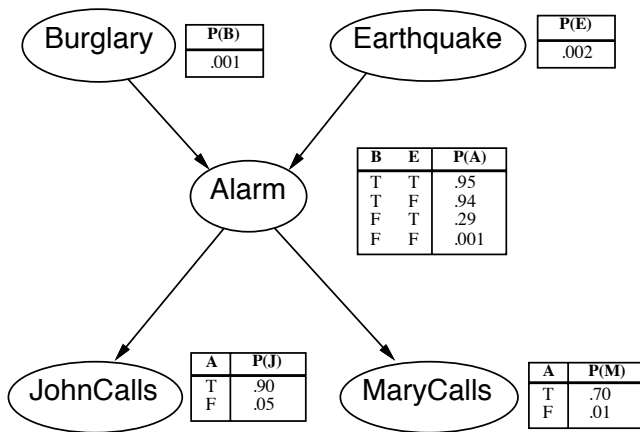 Burglary
P(B)
.001
Earthquake
P(E)
.002
Alarm
B E P(A)
T T .95
T F .94
F T .29
F F .001
JohnCalls
A P(J)
T .90
F .05
MaryCalls
A P(M)
T .70
F .01